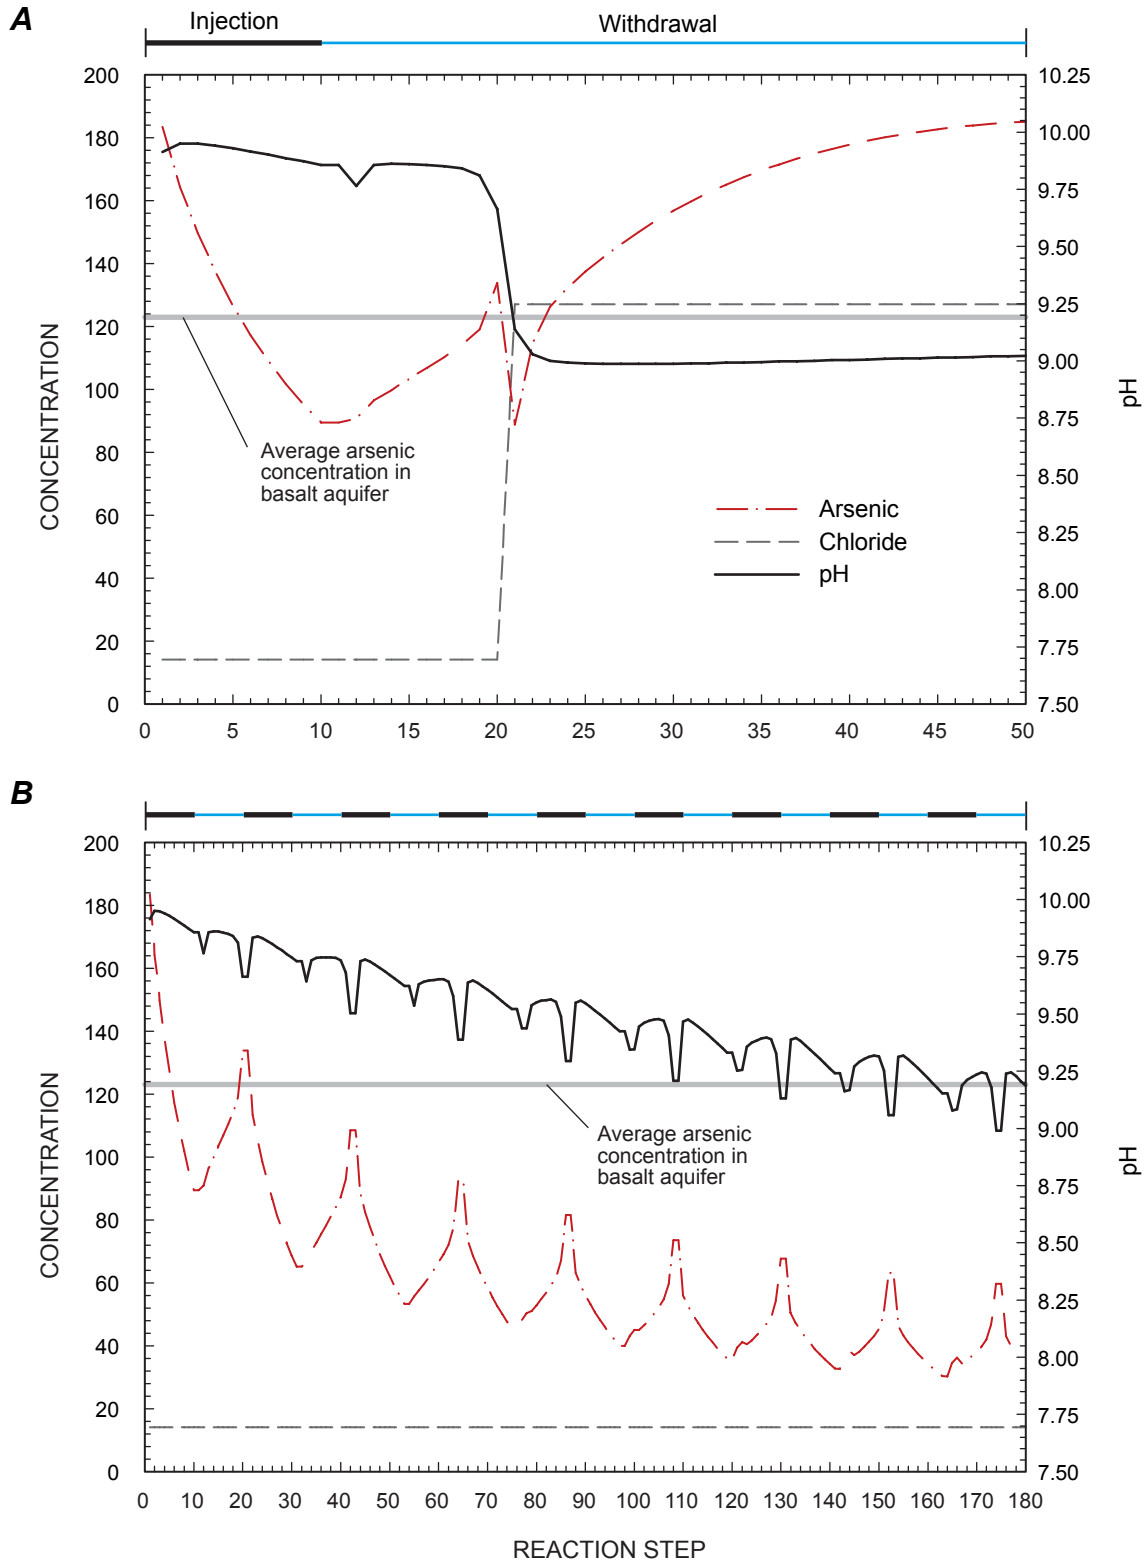 A
Injection
Withdrawal
200
180
160
140
120
100
80
60
40
20
0
CONCENTRATION
10.25
10.00
9.75
9.50
9.25
9.00
8.75
8.50
8.25
8.00
7.75
7.50
pH
Average arsenic
concentration in
basalt aquifer
Arsenic
Chloride
pH
0 5 10 15 20 25 30 35 40 45 50
B
200
180
160
140
120
100
80
60
40
20
0
CONCENTRATION
10.25
10.00
9.75
9.50
9.25
9.00
8.75
8.50
8.25
8.00
7.75
7.50
pH
Average arsenic
concentration in
basalt aquifer
0 10 20 30 40 50 60 70 80 90 100 110 120 130 140 150 160 170 180
REACTION STEP